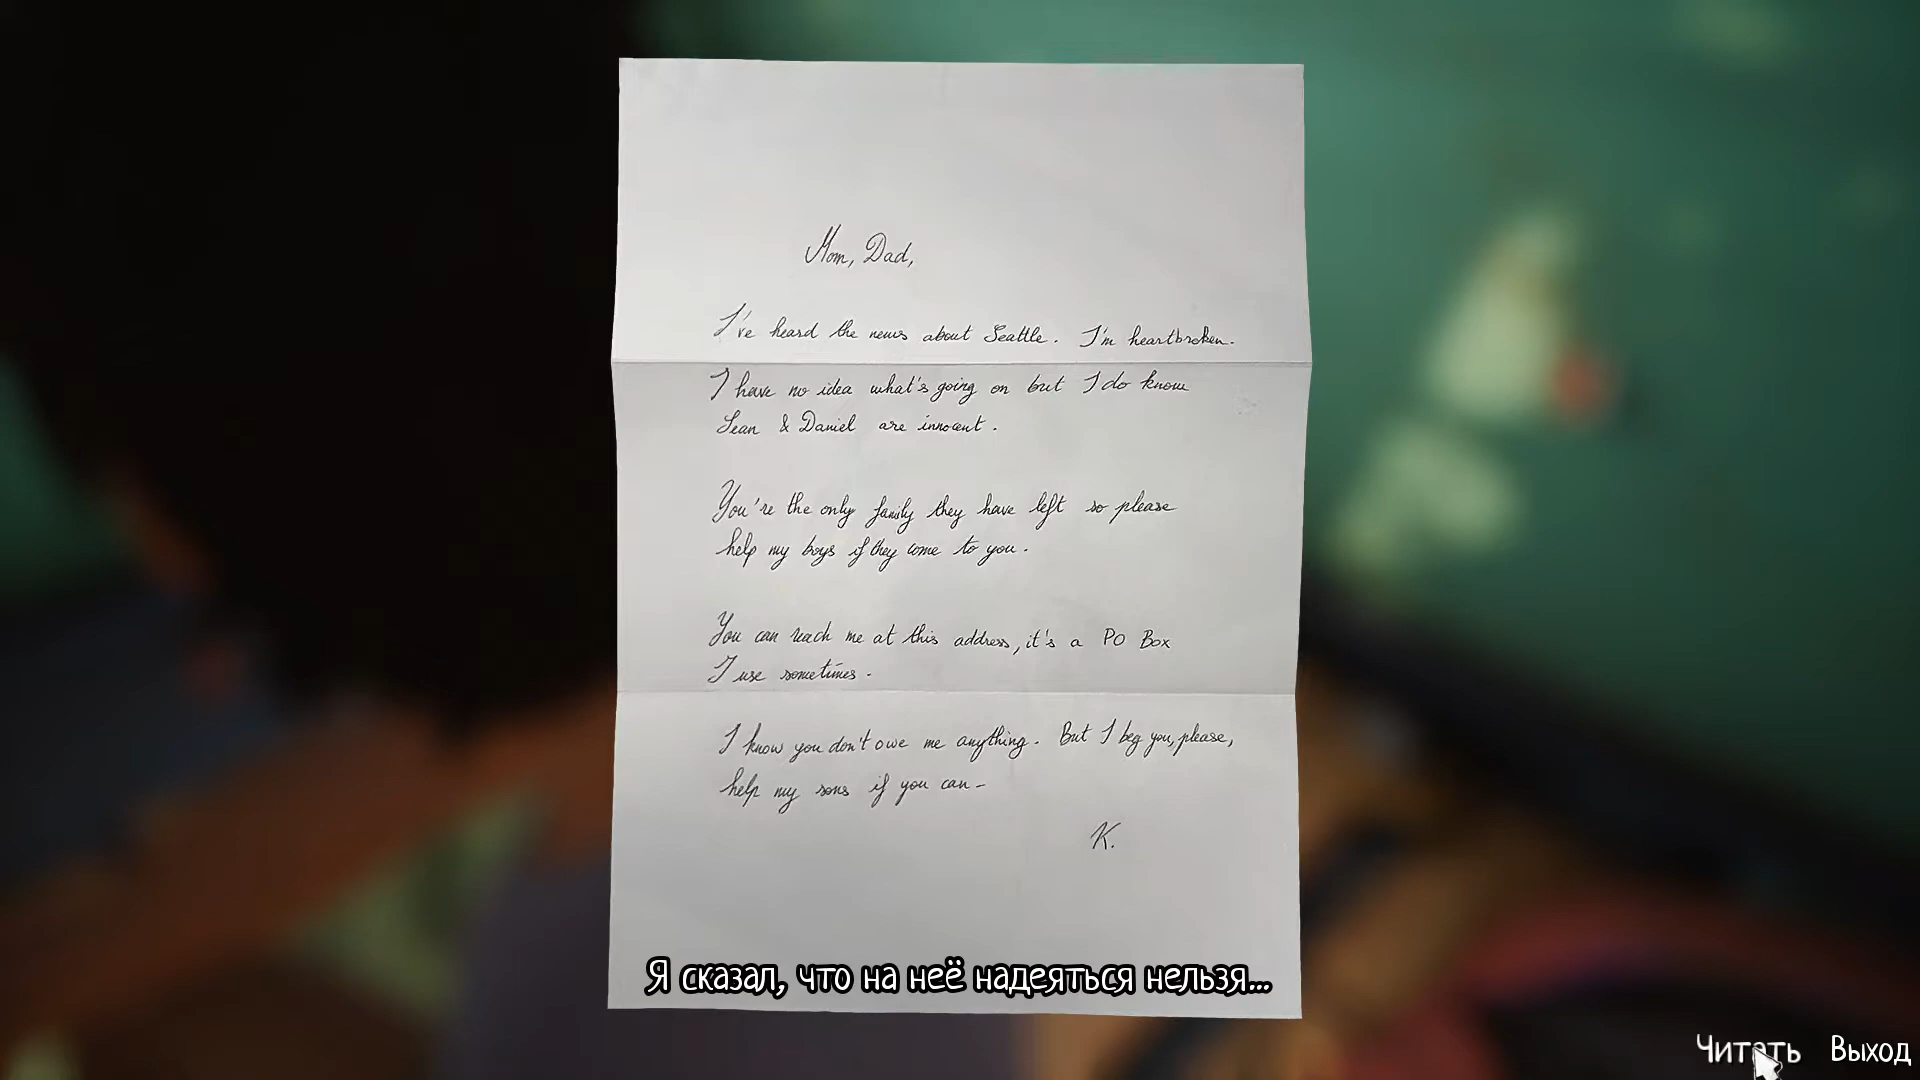 Mom, Dad,
I've heard the news about Seattle. I'm heartbroken.
I have no idea what's going on but I do know
Sean & Daniel are innocent.
You're the only family they have left so please
help my boys if they come to you.
You can reach me at this address, it's a PO Box
I use sometimes.
I know you don't owe me anything. But I beg you, please,
help my sons if you can-
K.
Я сказал, что на неё надеяться нельзя...
Читать Выход